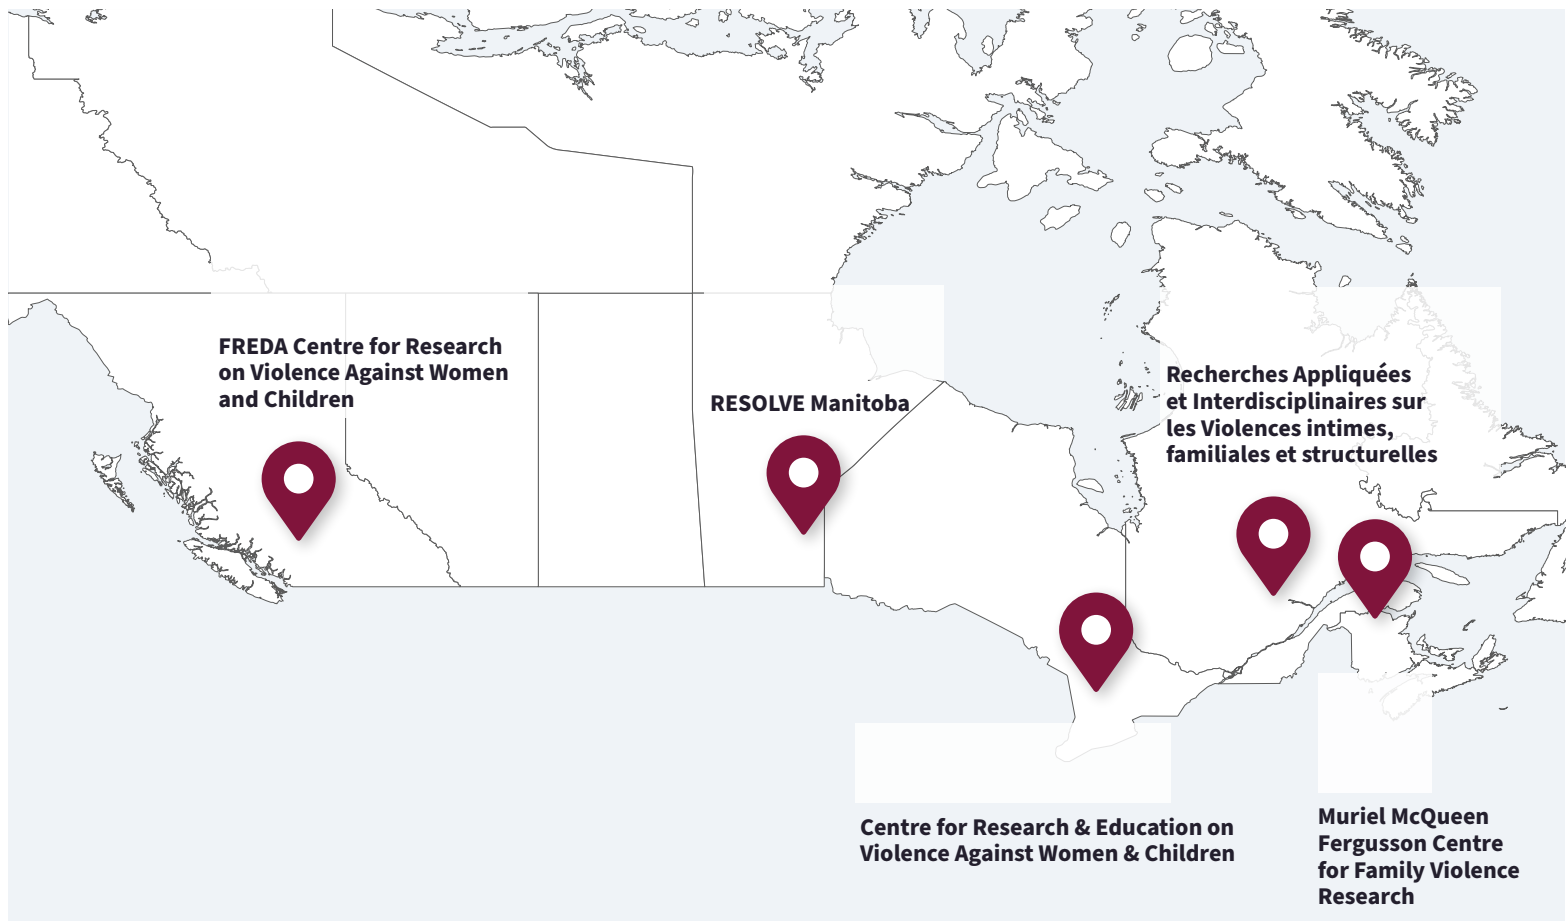 FREDA Centre for Research
on Violence Against Women
and Children
RESOLVE Manitoba
Recherches Appliquées
et Interdisciplinaires sur
les Violences intimes,
familiales et structurelles
Centre for Research & Education on
Violence Against Women & Children
Muriel McQueen
Fergusson Centre
for Family Violence
Research